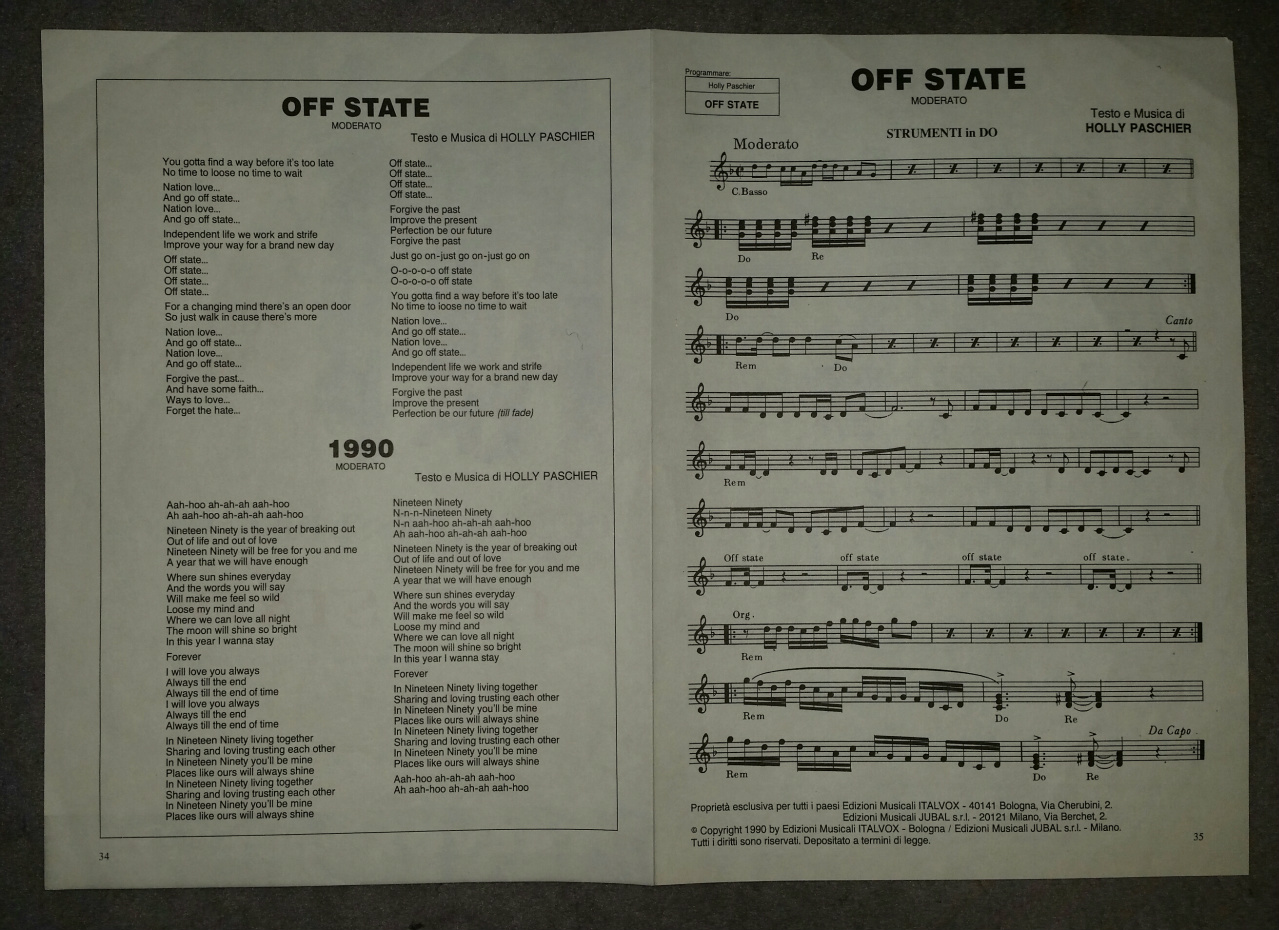 OFF STATE
MODERATO
Testo e Musica di HOLLY PASCHIER
You gotta find a way before it's too late
No time to loose no time to wait
Nation love...
And go off state...
Nation love...
And go off state...
Independent life we work and strife
Improve your way for a brand new day
Off state...
Off state...
Off state...
Off state...
For a changing mind there's an open door
So just walk in cause there's more
Nation love...
And go off state...
Nation love...
And go off state...
Forgive the past...
And have some faith...
Ways to love...
Forget the hate...
Off state...
Off state...
Off state...
Off state...
Forgive the past
Improve the present
Perfection be our future
Forgive the past
Just go on-just go on-just go on
O-o-o-o-o off state
O-o-o-o-o off state
You gotta find a way before it's too late
No time to loose no time to wait
Nation love...
And go off state...
Nation love...
And go off state...
Independent life we work and strife
Improve your way for a brand new day
Forgive the past
Improve the present
Perfection be our future (till fade)
1990
MODERATO
Testo e Musica di HOLLY PASCHIER
Aah-hoo ah-ah-ah aah-hoo
Ah aah-hoo ah-ah-ah aah-hoo
Nineteen Ninety is the year of breaking out
Out of life and out of love
Nineteen Ninety will be free for you and me
A year that we will have enough
Where sun shines everyday
And the words you will say
Will make me feel so wild
Loose my mind and
Where we can love all night
The moon will shine so bright
In this year I wanna stay
Forever
I will love you always
Always till the end
Always till the end of time
I will love you always
Always till the end
Always till the end of time
In Nineteen Ninety living together
Sharing and loving trusting each other
In Nineteen Ninety you'll be mine
Places like ours will always shine
In Nineteen Ninety living together
Sharing and loving trusting each other
In Nineteen Ninety you'll be mine
Places like ours will always shine
Nineteen Ninety
N-n-n-Nineteen Ninety
N-n aah-hoo ah-ah-ah aah-hoo
Ah aah-hoo ah-ah-ah aah-hoo
Nineteen Ninety is the year of breaking out
Out of life and out of love
Nineteen Ninety will be free for you and me
A year that we will have enough
Where sun shines everyday
And the words you will say
Will make me feel so wild
Loose my mind and
Where we can love all night
The moon will shine so bright
In this year I wanna stay
Forever
In Nineteen Ninety living together
Sharing and loving trusting each other
In Nineteen Ninety you'll be mine
Places like ours will always shine
In Nineteen Ninety living together
Sharing and loving trusting each other
In Nineteen Ninety you'll be mine
Places like ours will always shine
Aah-hoo ah-ah-ah aah-hoo
Ah aah-hoo ah-ah-ah aah-hoo
34
Programmare:
Holly Paschier
OFF STATE
OFF STATE
MODERATO
Testo e Musica di
HOLLY PASCHIER
STRUMENTI in DO
Moderato
C.Basso
Do Re
Do
Canto
Rem Do
Rem
Off state off state off state off state.
Org.
Rem
Rem Do Re
Da Capo
Rem Do Re
Proprietà esclusiva per tutti i paesi Edizioni Musicali ITALVOX - 40141 Bologna, Via Cherubini, 2.
Edizioni Musicali JUBAL s.r.l. - 20121 Milano, Via Berchet, 2.
© Copyright 1990 by Edizioni Musicali ITALVOX - Bologna / Edizioni Musicali JUBAL s.r.l. - Milano.
Tutti i diritti sono riservati. Depositato a termini di legge.
35